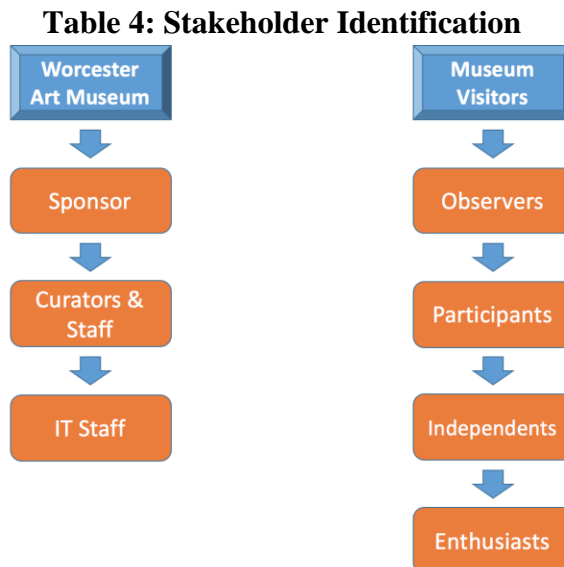 Table 4: Stakeholder Identification
Worcester
Art Museum
Sponsor
Curators &
Staff
IT Staff
Museum
Visitors
Observers
Participants
Independents
Enthusiasts